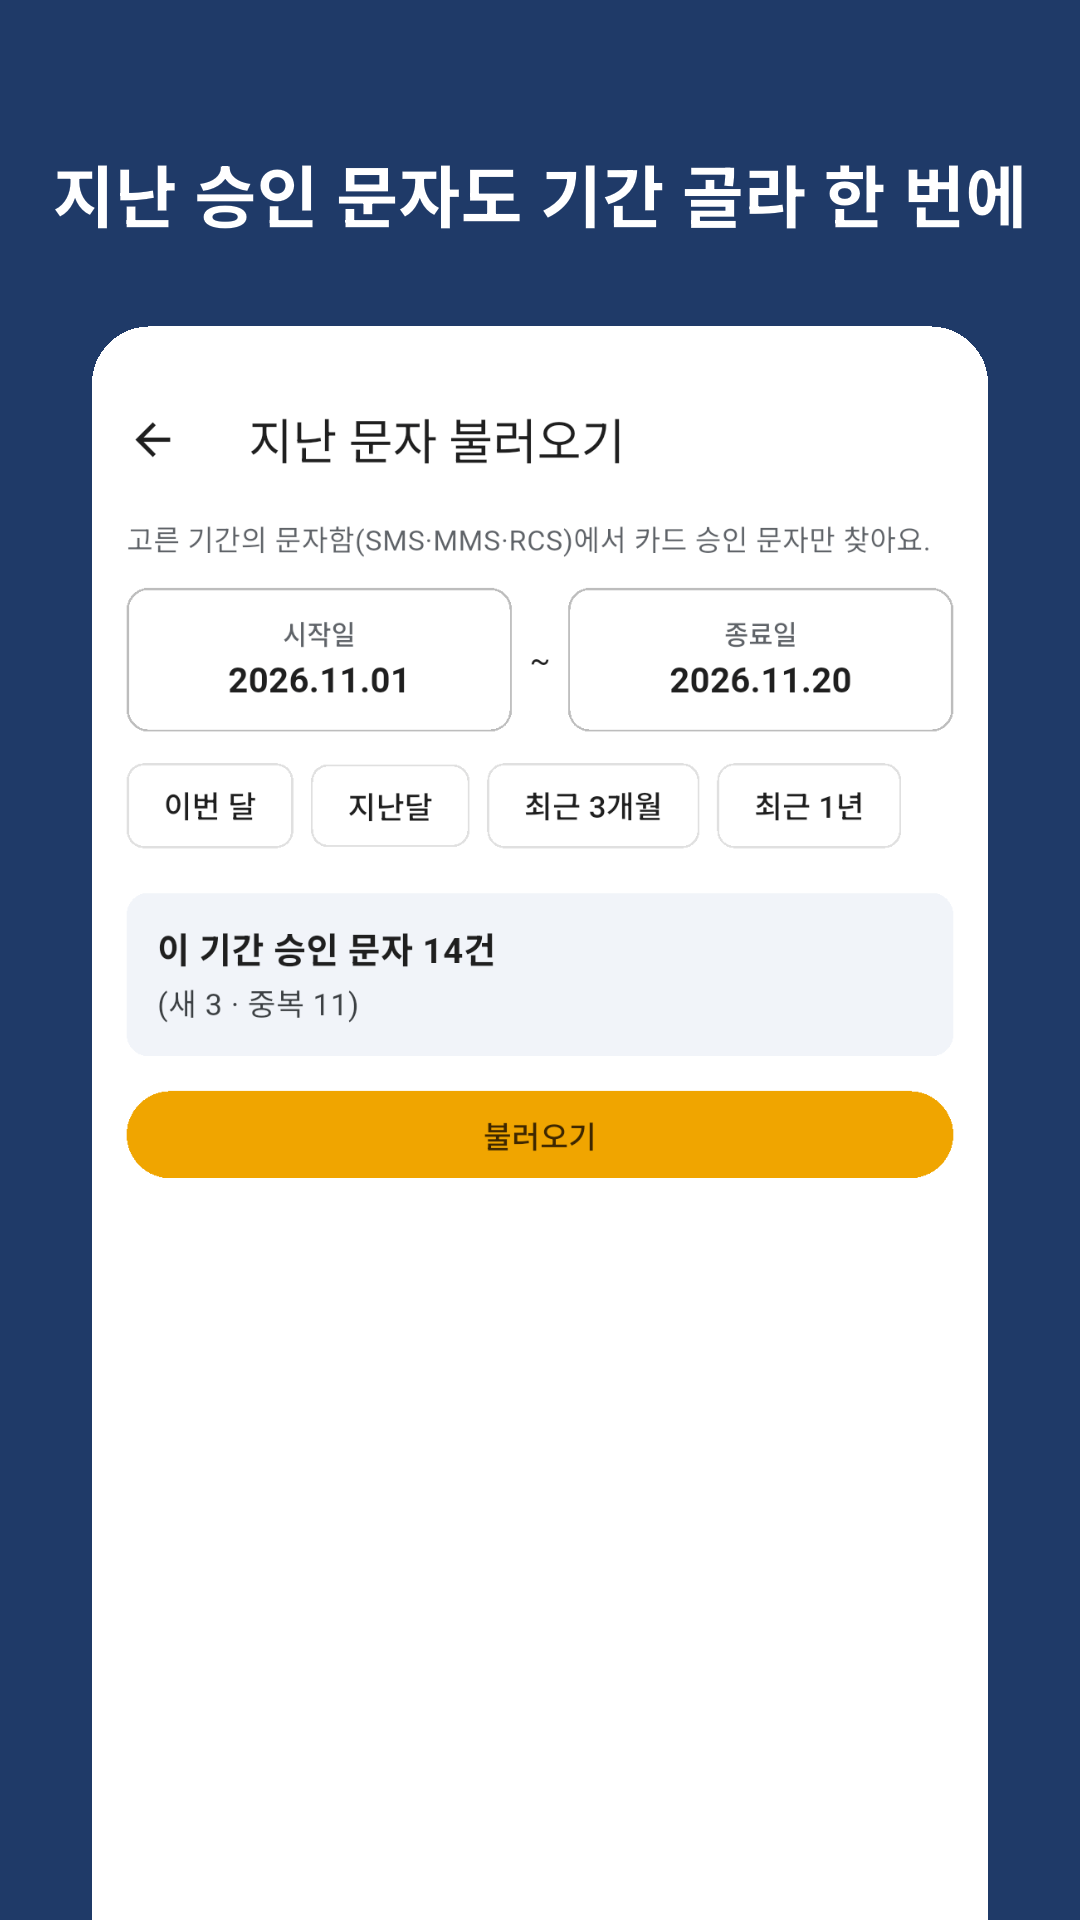 지난 승인 문자도 기간 골라 한 번에
지난 문자 불러오기
고른 기간의 문자함(SMS·MMS·RCS)에서 카드 승인 문자만 찾아요.
시작일
2026.11.01
~
종료일
2026.11.20
이번 달
지난달
최근 3개월
최근 1년
이 기간 승인 문자 14건
(새 3 · 중복 11)
불러오기